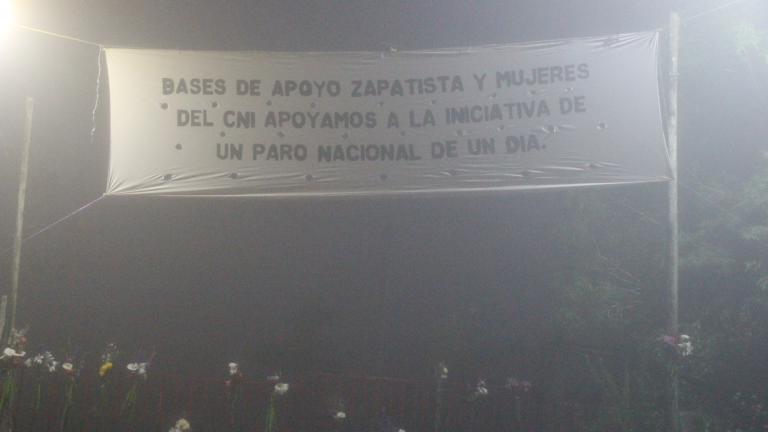 BASES DE APOYO ZAPATISTA Y MUJERES
DEL CNI APOYAMOS A LA INICIATIVA DE
UN PARO NACIONAL DE UN DIA.